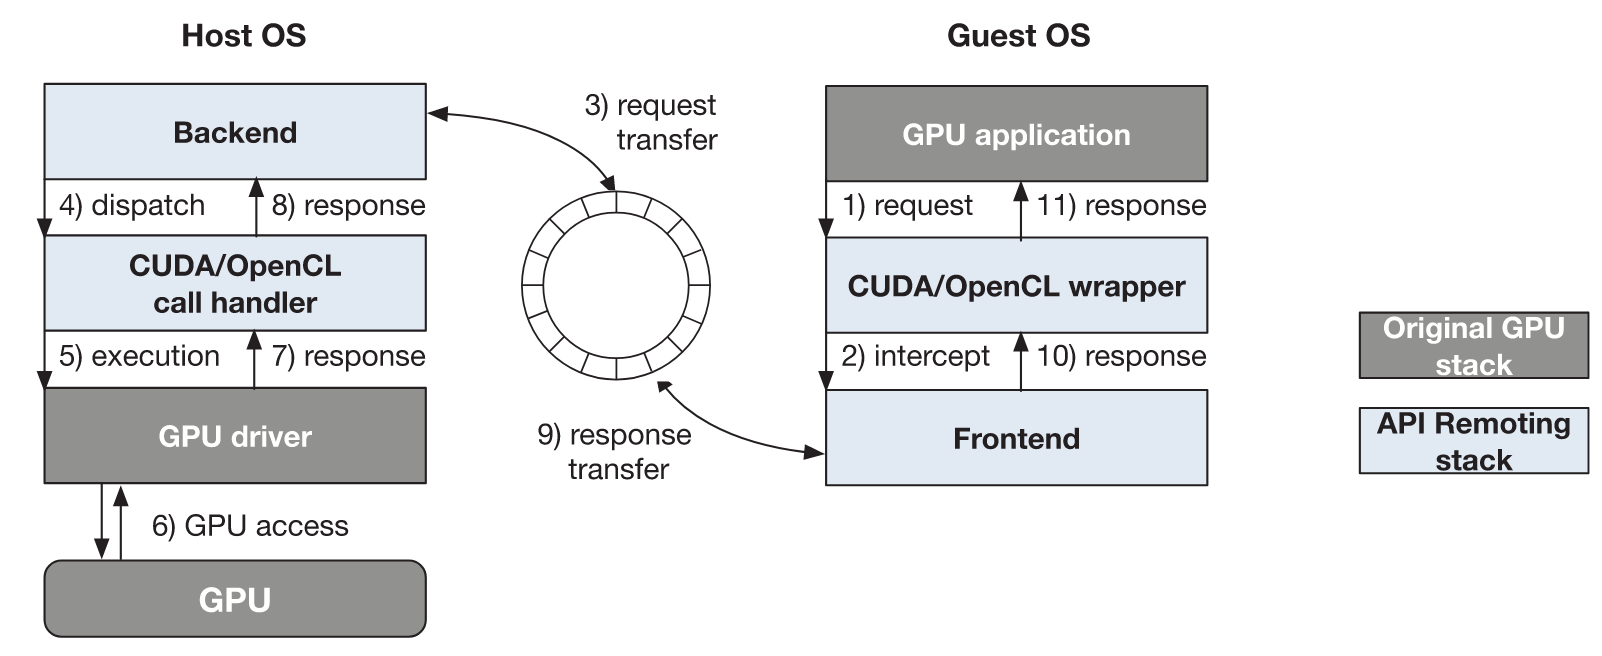 Host OS
Guest OS
Backend
3) request
transfer
GPU application
4) dispatch
8) response
1) request
11) response
CUDA/OpenCL
call handler
CUDA/OpenCL wrapper
5) execution
7) response
2) intercept
10) response
Original GPU
stack
GPU driver
9) response
transfer
Frontend
API Remoting
stack
6) GPU access
GPU